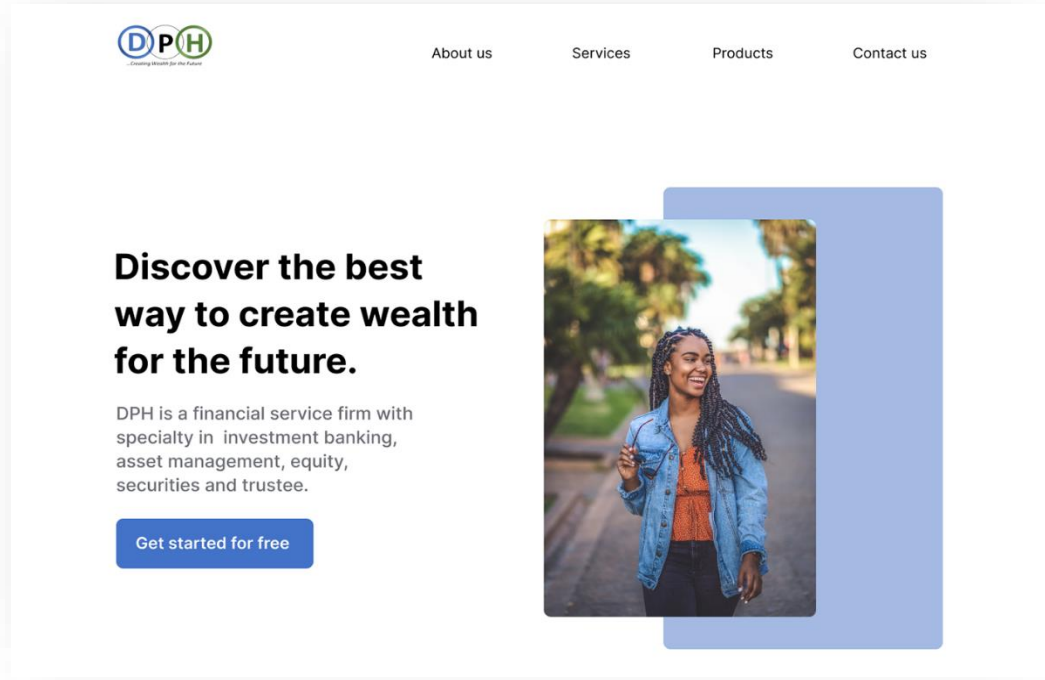 DPH
...Creating Wealth for the Future
About us
Services
Products
Contact us
Discover the best
way to create wealth
for the future.
DPH is a financial service firm with
specialty in  investment banking,
asset management, equity,
securities and trustee.
Get started for free